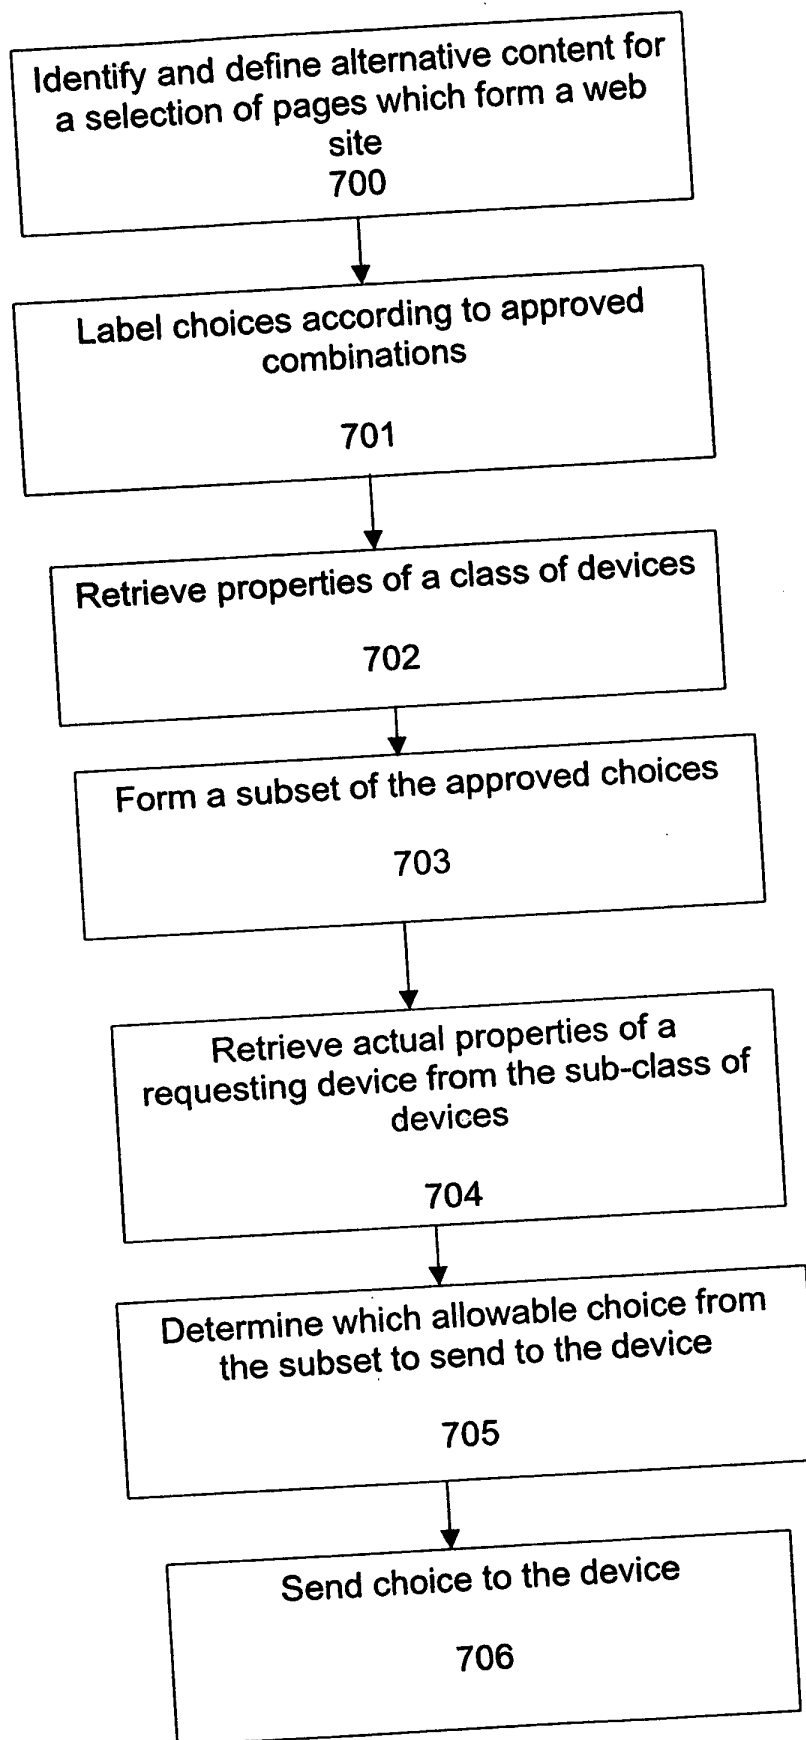 Identify and define alternative content for
a selection of pages which form a web
site
700
Label choices according to approved
combinations
701
Retrieve properties of a class of devices
702
Form a subset of the approved choices
703
Retrieve actual properties of a
requesting device from the sub-class of
devices
704
Determine which allowable choice from
the subset to send to the device
705
Send choice to the device
706